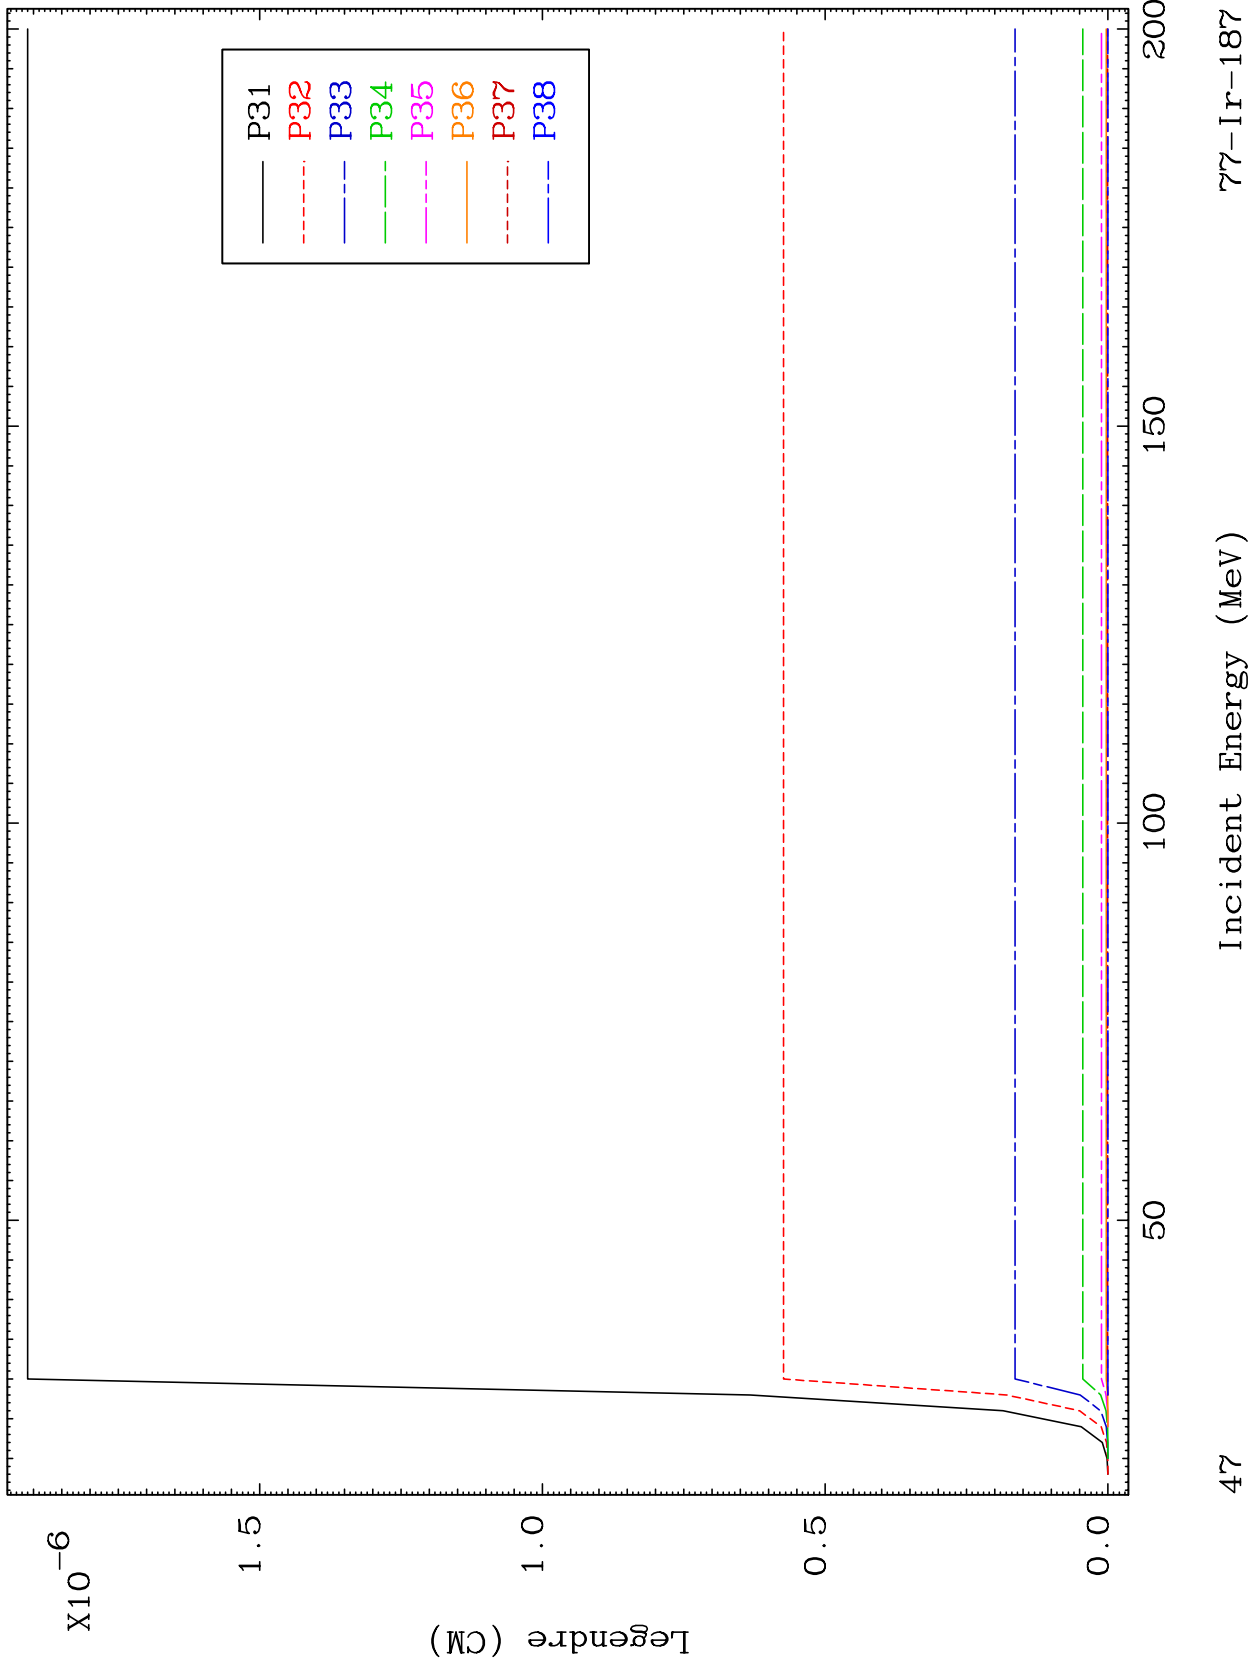 X10-6
1.5
1.0
0.5
0.0
Legendre (CM)
P31
P32
P33
P34
P35
P36
P37
P38
50
100
150
200
47
Incident Energy (MeV)
77-Ir-187